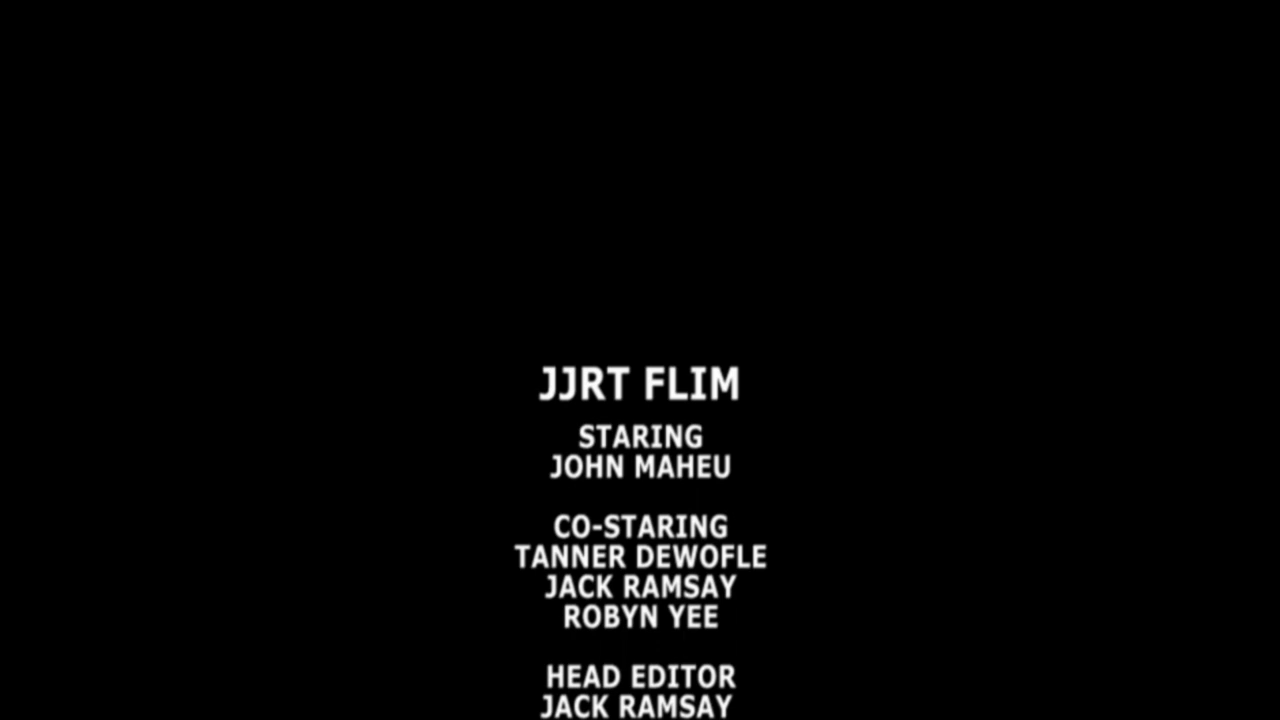 JJRT FLIM
STARING
JOHN MAHEU
CO-STARING
TANNER DEWOFLE
JACK RAMSAY
ROBYN YEE
HEAD EDITOR
JACK RAMSAY